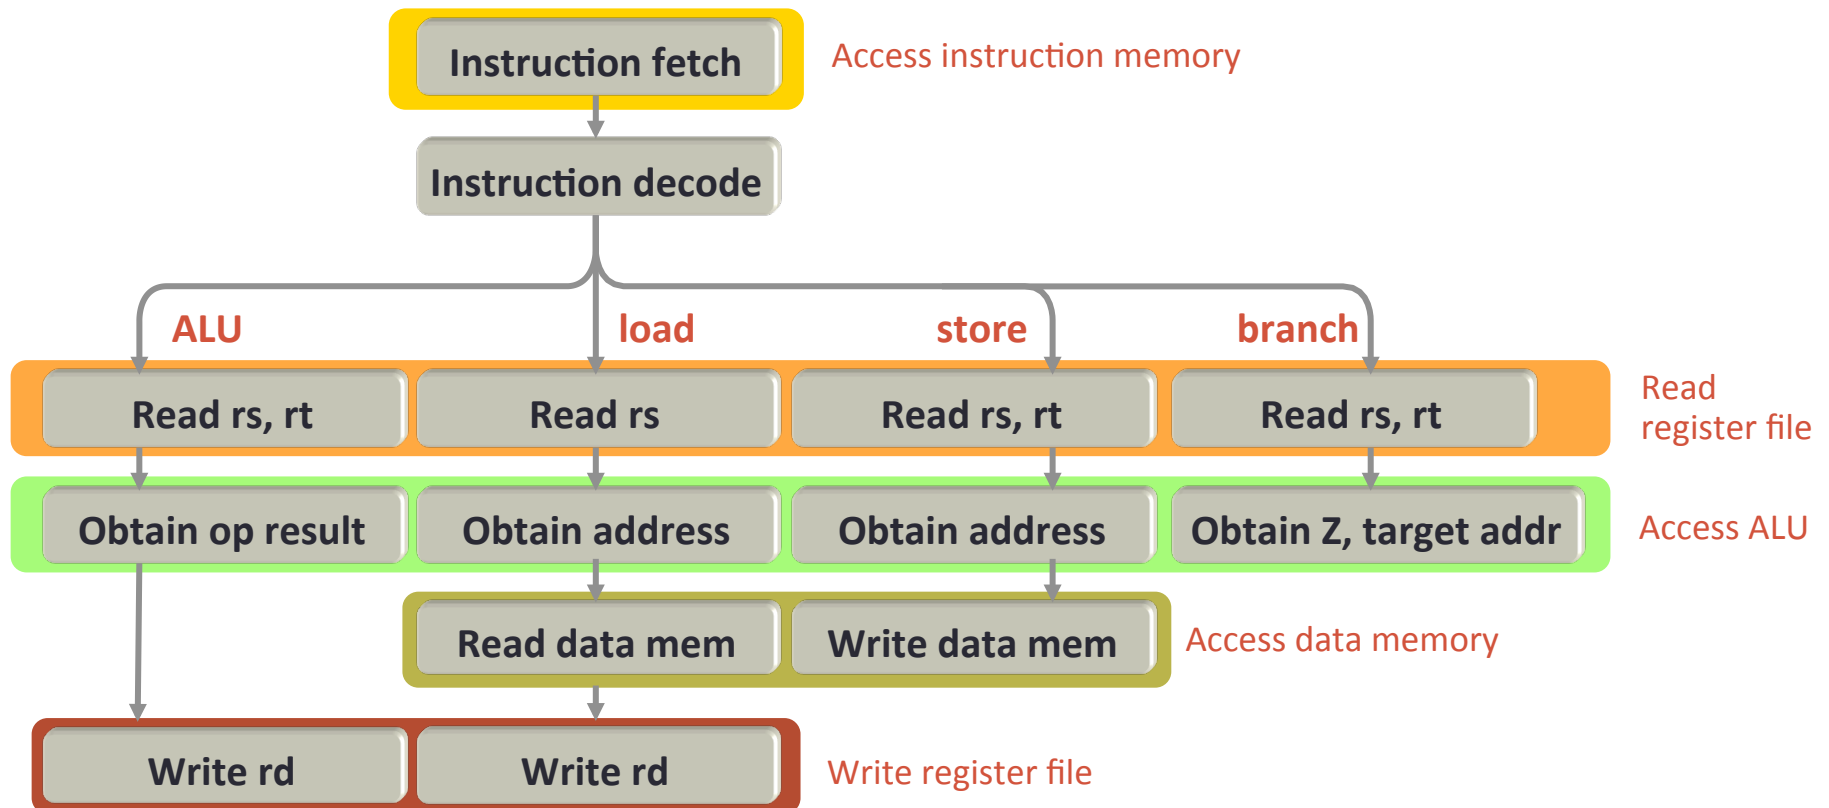 Instruction fetch
Access instruction memory
Instruction decode
ALU
load
store
branch
Read rs, rt
Read rs
Read rs, rt
Read rs, rt
Read
register file
Obtain op result
Obtain address
Obtain address
Obtain Z, target addr
Access ALU
Read data mem
Write data mem
Access data memory
Write rd
Write rd
Write register file